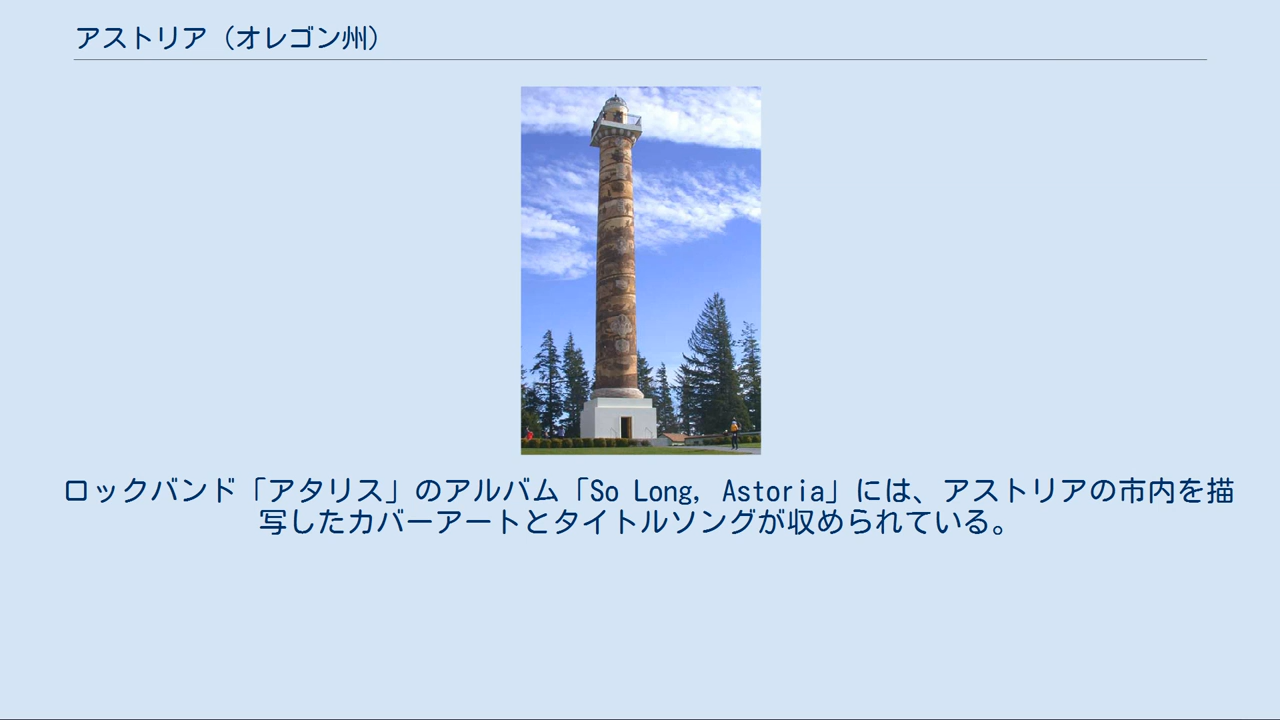 アストリア（オレゴン州）
ロックバンド「アタリス」のアルバム「So Long, Astoria」には、アストリアの市内を描
写したカバーアートとタイトルソングが収められている。